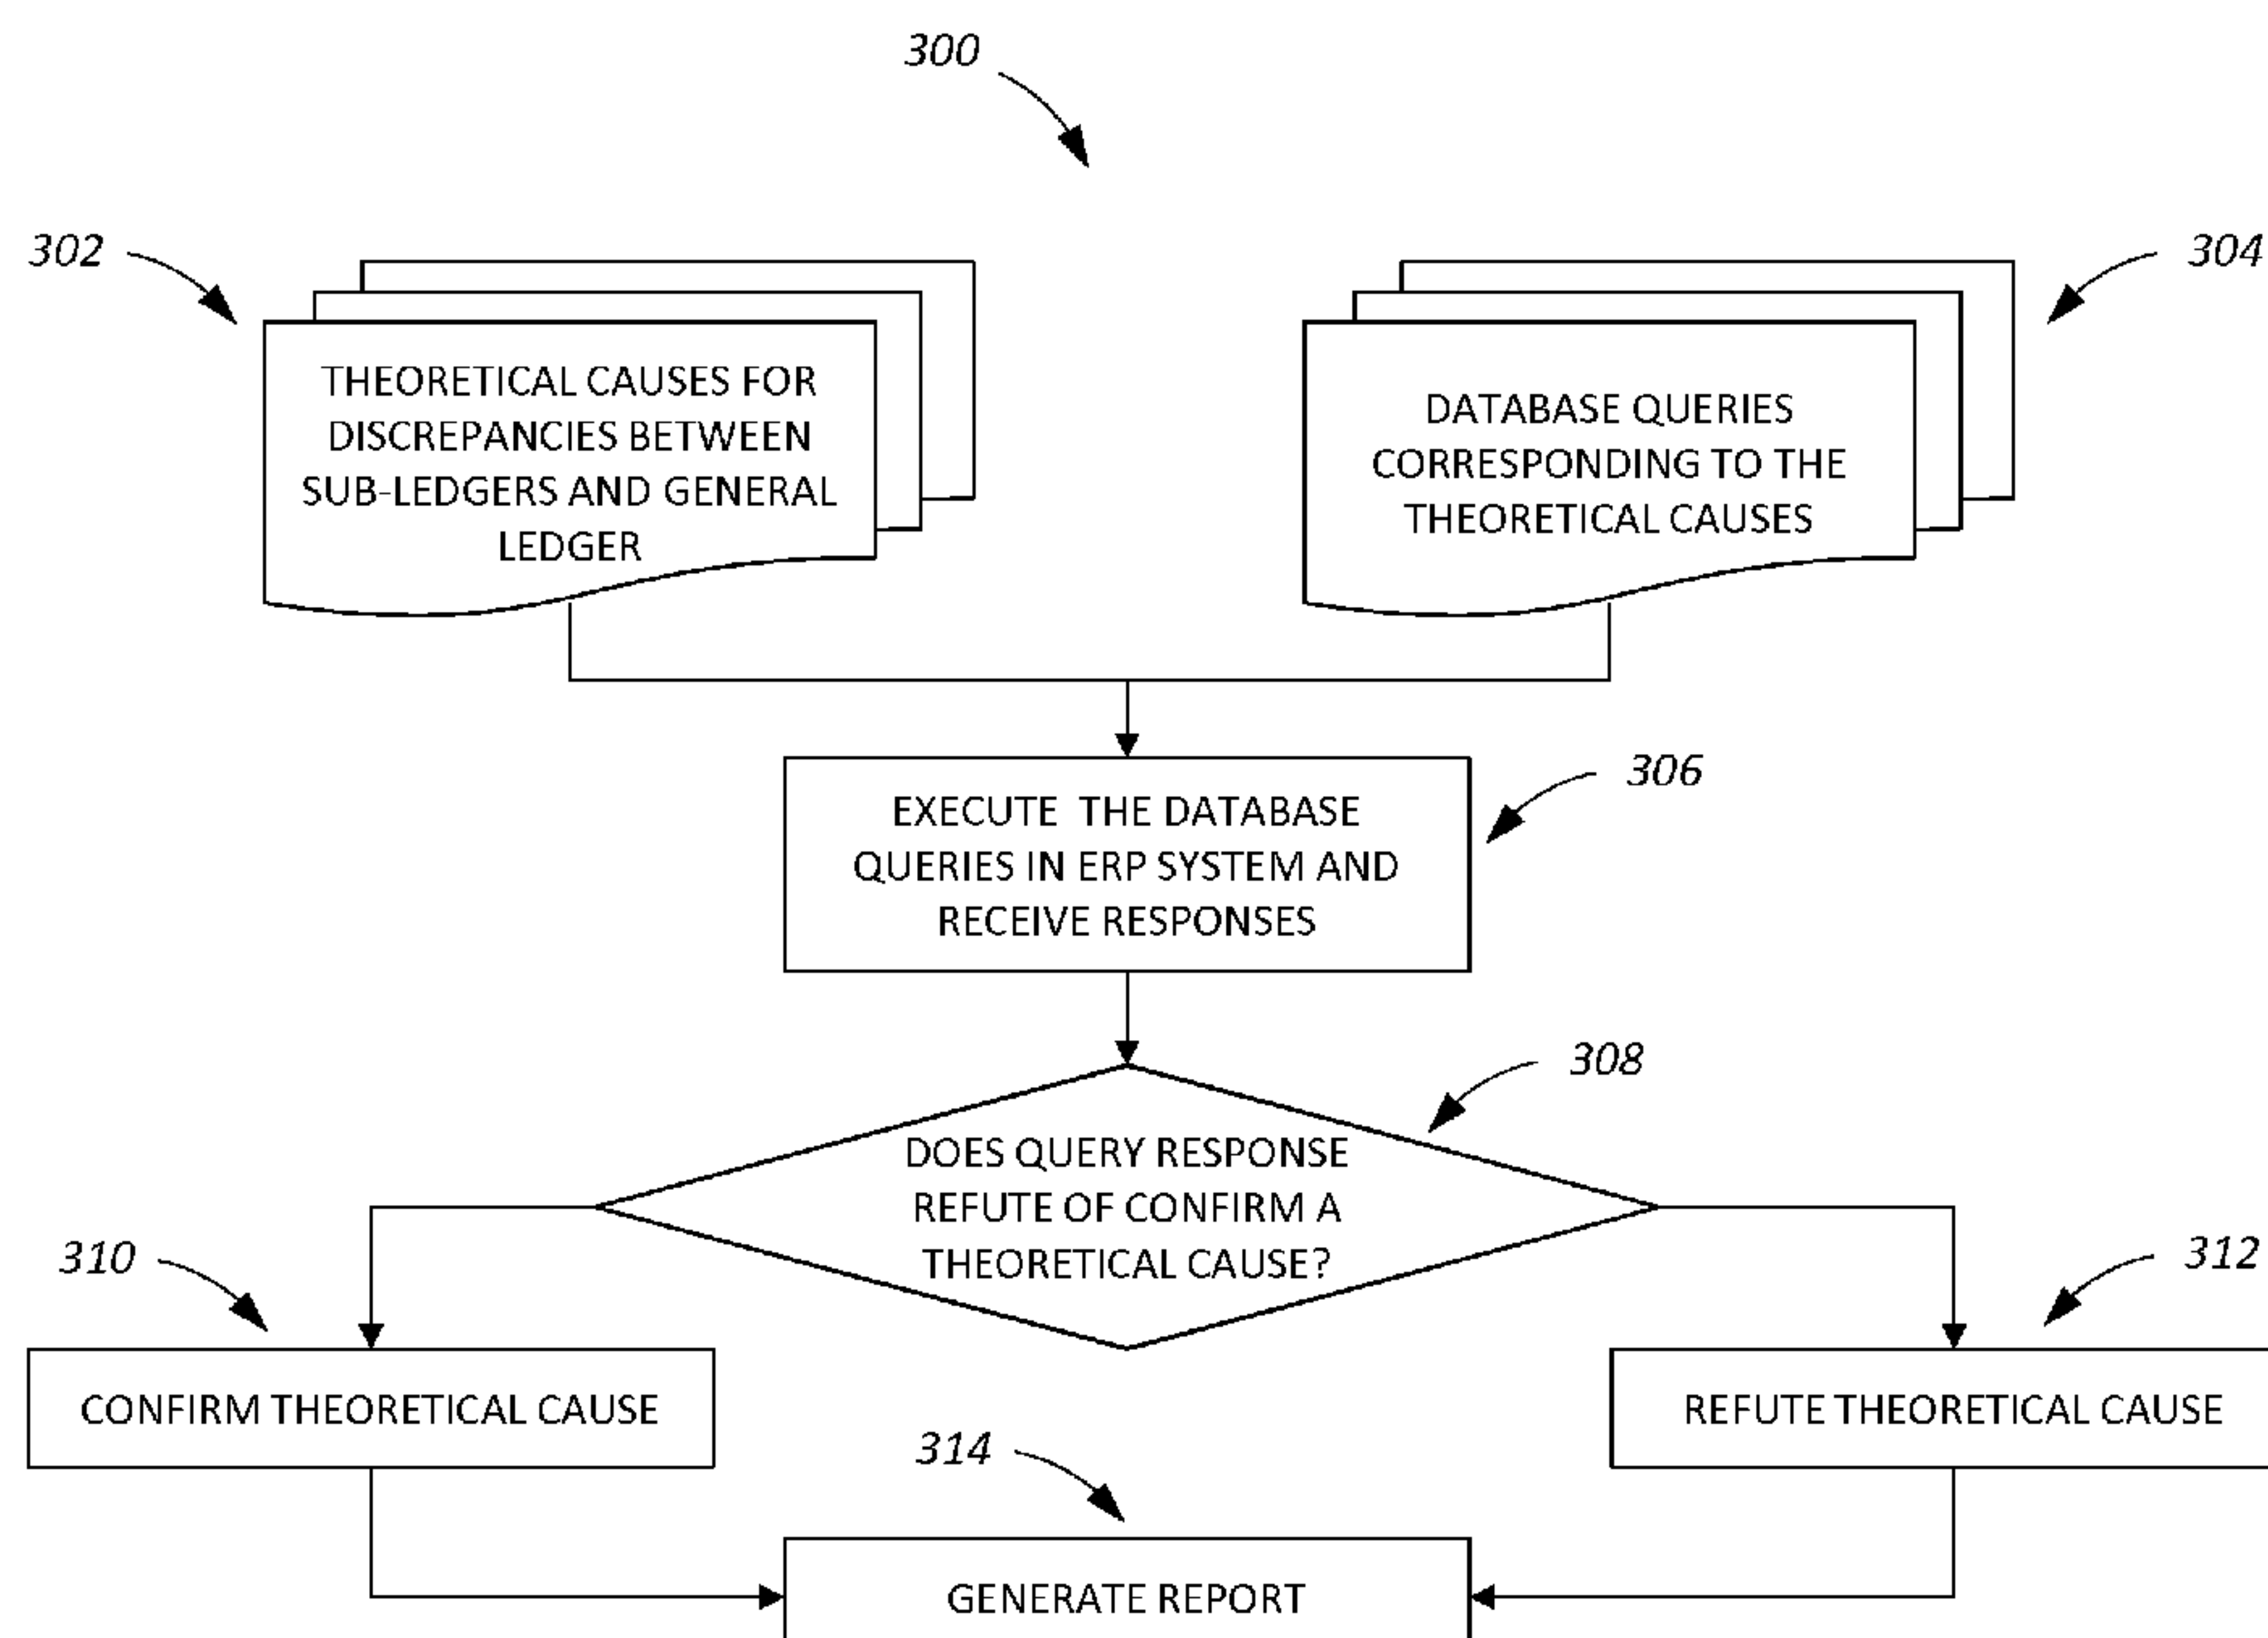 300
302
304
THEORETICAL CAUSES FOR
DISCREPANCIES BETWEEN
SUB-LEDGERS AND GENERAL
LEDGER
DATABASE QUERIES
CORRESPONDING TO THE
THEORETICAL CAUSES
306
EXECUTE THE DATABASE
QUERIES IN ERP SYSTEM AND
RECEIVE RESPONSES
308
DOES QUERY RESPONSE
REFUTE OF CONFIRM A
THEORETICAL CAUSE?
310
312
CONFIRM THEORETICAL CAUSE
REFUTE THEORETICAL CAUSE
314
GENERATE REPORT